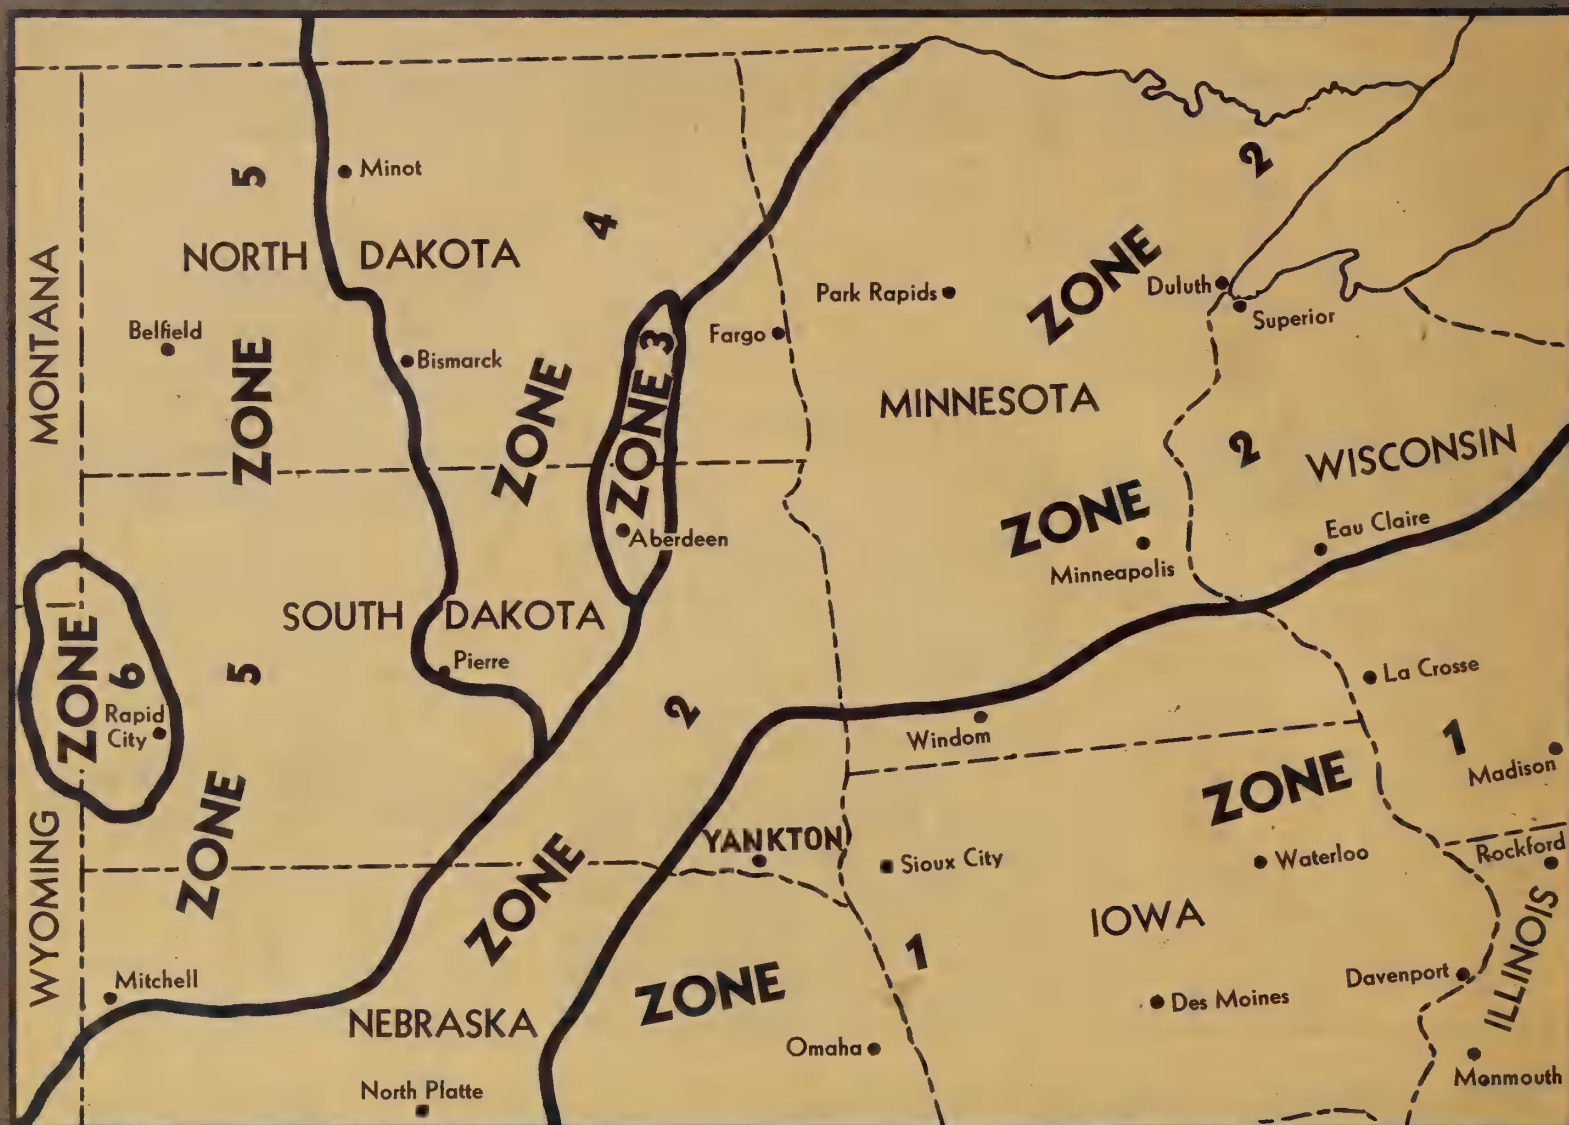 MONTANA
5
Minot
4
NORTH DAKOTA
Belfield
ZONE
Bismarck
ZONE
ZONE 3
Fargo
Park Rapids
2
ZONE
Duluth
Superior
MINNESOTA
2
WISCONSIN
ZONE
Eau Claire
Minneapolis
Aberdeen
SOUTH DAKOTA
ZONE
6
Rapid
City
5
Pierre
2
La Crosse
Windom
1
Madison
ZONE
ZONE
WYOMING
ZONE
YANKTON
Sioux City
Waterloo
Rockford
IOWA
ILLINOIS
1
Mitchell
ZONE
Davenport
Des Moines
NEBRASKA
Omaha
North Platte
Monmouth